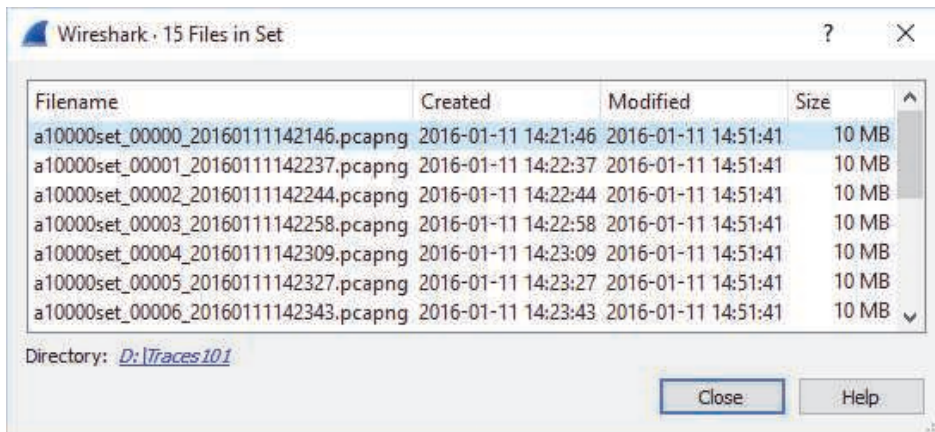 Wireshark · 15 Files in Set ? X
Filename Created Modified Size
a10000set_00000_20160111142146.pcapng 2016-01-11 14:21:46 2016-01-11 14:51:41 10 MB
a10000set_00001_20160111142237.pcapng 2016-01-11 14:22:37 2016-01-11 14:51:41 10 MB
a10000set_00002_20160111142244.pcapng 2016-01-11 14:22:44 2016-01-11 14:51:41 10 MB
a10000set_00003_20160111142258.pcapng 2016-01-11 14:22:58 2016-01-11 14:51:41 10 MB
a10000set_00004_20160111142309.pcapng 2016-01-11 14:23:09 2016-01-11 14:51:41 10 MB
a10000set_00005_20160111142327.pcapng 2016-01-11 14:23:27 2016-01-11 14:51:41 10 MB
a10000set_00006_20160111142343.pcapng 2016-01-11 14:23:43 2016-01-11 14:51:41 10 MB
Directory: D:\Traces101
Close Help